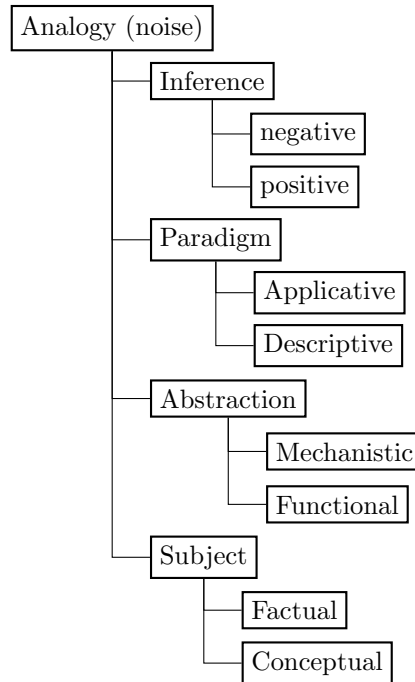 Analogy (noise)
Inference
negative
positive
Paradigm
Applicative
Descriptive
Abstraction
Mechanistic
Functional
Subject
Factual
Conceptual